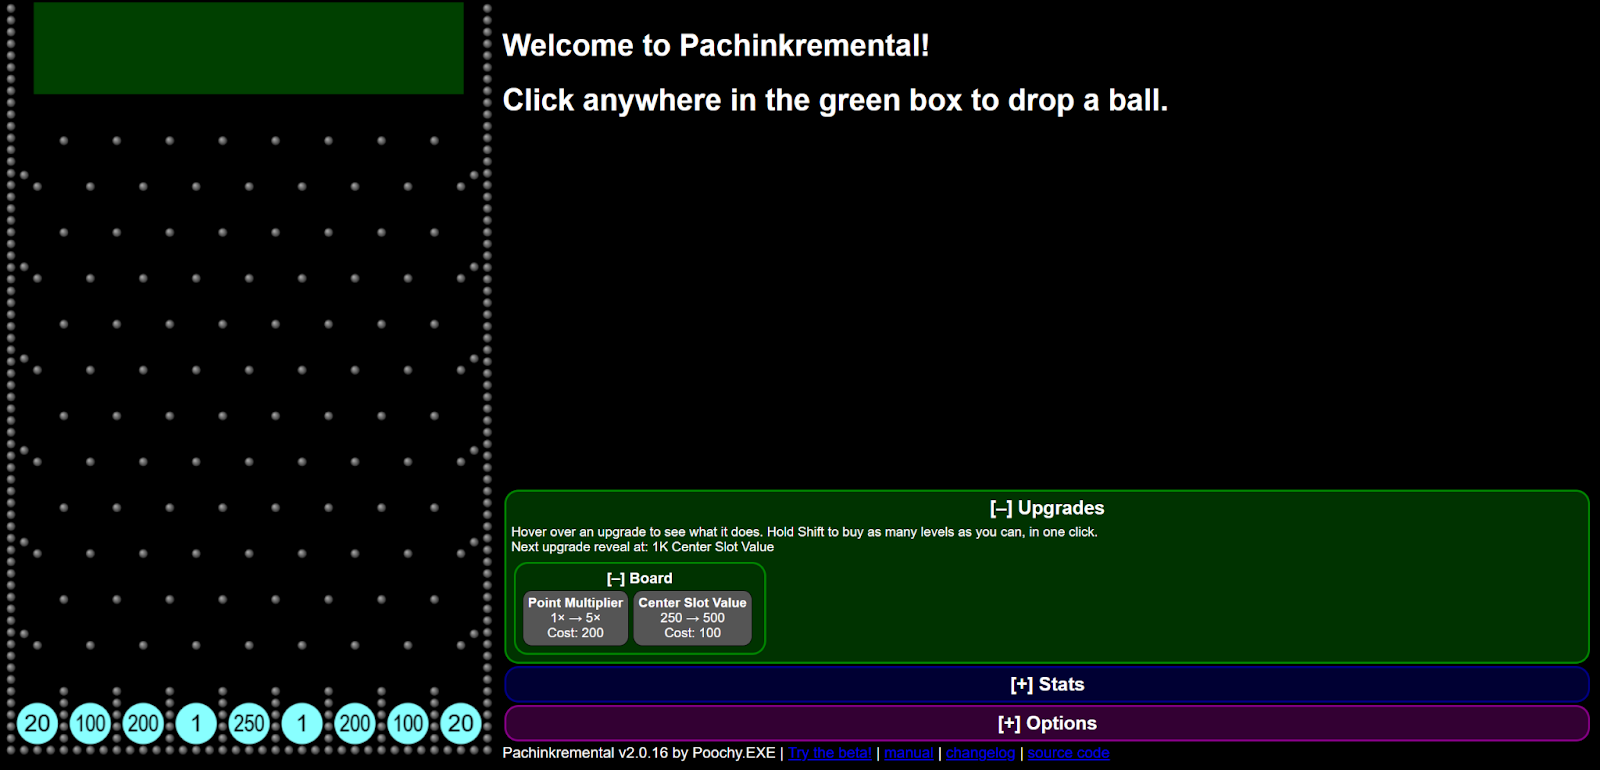 Welcome to Pachinkremental!
Click anywhere in the green box to drop a ball.
[–] Upgrades
Hover over an upgrade to see what it does. Hold Shift to buy as many levels as you can, in one click.
Next upgrade reveal at: 1K Center Slot Value
[–] Board
Point Multiplier
1× → 5×
Cost: 200
Center Slot Value
250 → 500
Cost: 100
[+] Stats
[+] Options
20 100 200 1 250 1 200 100 20
Pachinkremental v2.0.16 by Poochy.EXE | Try the beta! | manual | changelog | source code